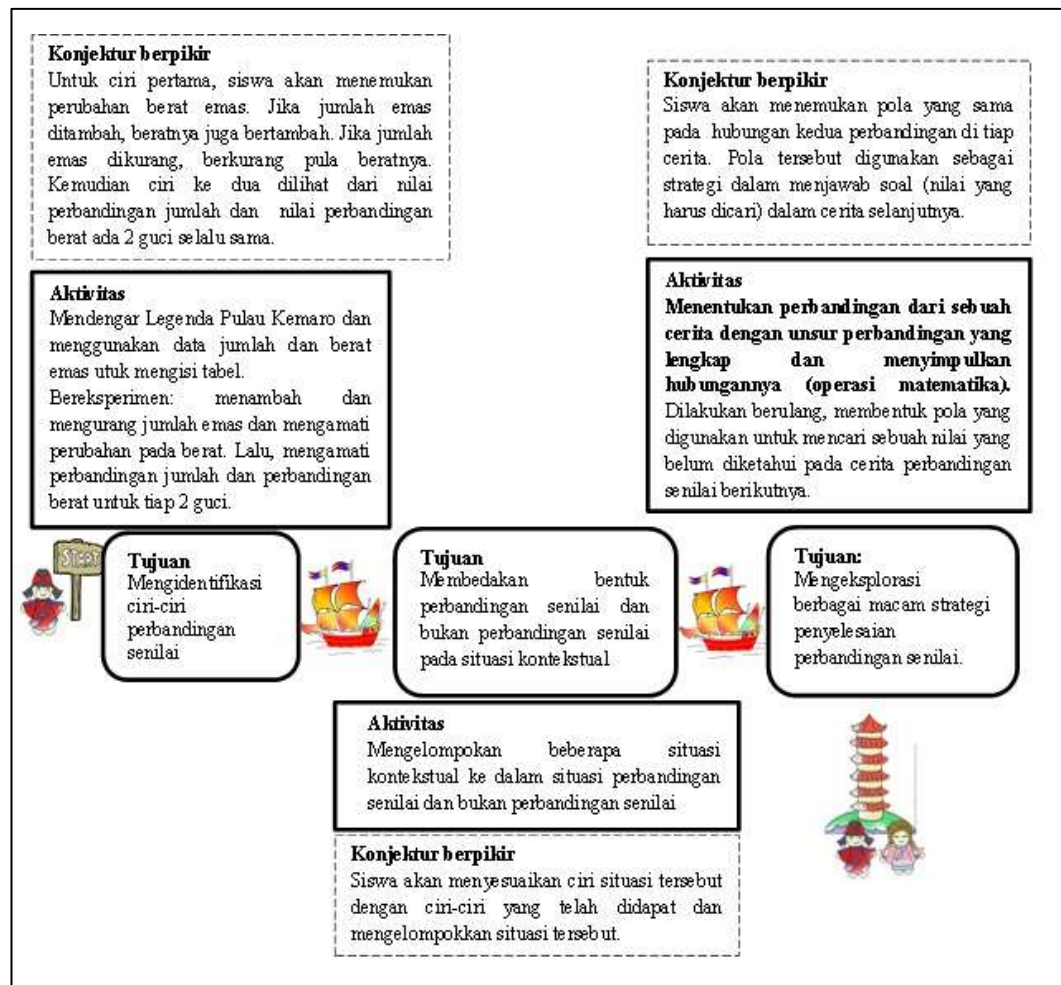 Konjektur berpikir
Untuk ciri pertama, siswa akan menemukan
perubahan berat emas. Jika jumlah emas
ditambah, beratnya juga bertambah. Jika jumlah
emas dikurang, berkurang pula beratnya.
Kemudian ciri ke dua dilihat dari nilai
perbandingan jumlah dan nilai perbandingan
berat ada 2 guci selalu sama.
Konjektur berpikir
Siswa akan menemukan pola yang sama
pada hubungan kedua perbandingan di tiap
cerita. Pola tersebut digunakan sebagai
strategi dalam menjawab soal (nilai yang
harus dicari) dalam cerita selanjutnya.
Aktivitas
Mendengar Legenda Pulau Kemaro dan
menggunakan data jumlah dan berat
emas utuk mengisi tabel.
Bereksperimen: menambah dan
mengurang jumlah emas dan mengamati
perubahan pada berat. Lalu, mengamati
perbandingan jumlah dan perbandingan
berat untuk tiap 2 guci.
Aktivitas
Menentukan perbandingan dari sebuah
cerita dengan unsur perbandingan yang
lengkap dan menyimpulkan
hubungannya (operasi matematika).
Dilakukan berulang, membentuk pola yang
digunakan untuk mencari sebuah nilai yang
belum diketahui pada cerita perbandingan
senilai berikutnya.
START
Tujuan
Mengidentifikasi
ciri-ciri
perbandingan
senilai
Tujuan
Membedakan bentuk
perbandingan senilai dan
bukan perbandingan senilai
pada situasi kontekstual
Tujuan:
Mengeksplorasi
berbagai macam strategi
penyelesaian
perbandingan senilai.
Aktivitas
Mengelompokan beberapa situasi
kontekstual ke dalam situasi perbandingan
senilai dan bukan perbandingan senilai
Konjektur berpikir
Siswa akan menyesuaikan ciri situasi tersebut
dengan ciri-ciri yang telah didapat dan
mengelompokkan situasi tersebut.